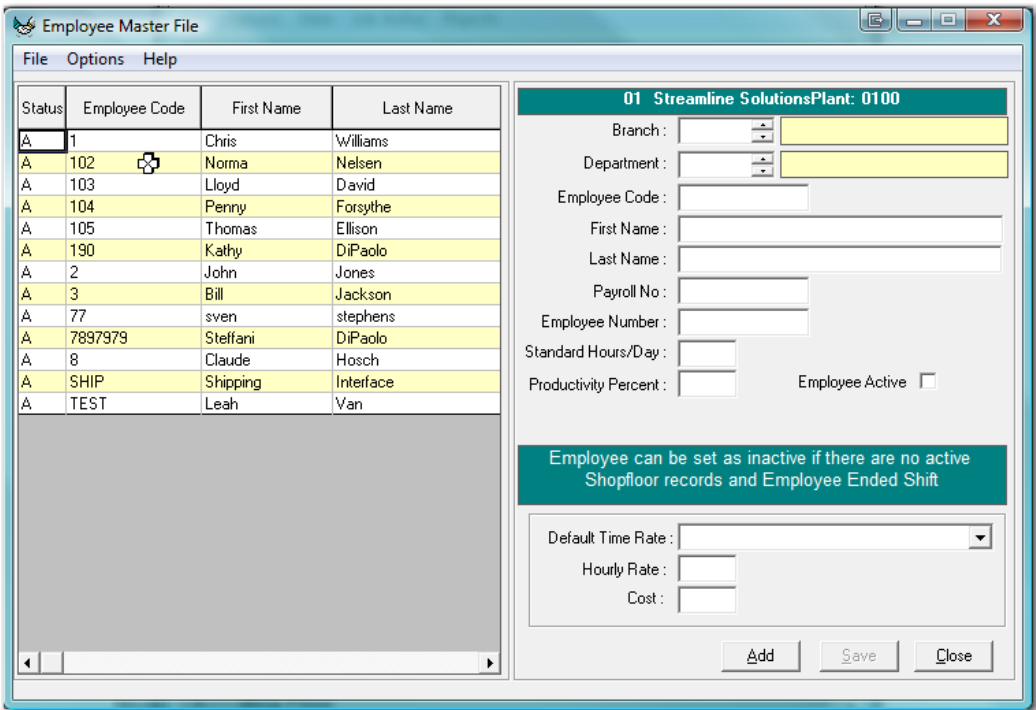 Employee Master File
File Options Help
Status Employee Code First Name Last Name
A 1 Chris Williams
A 102 Norma Nelsen
A 103 Lloyd David
A 104 Penny Forsythe
A 105 Thomas Ellison
A 190 Kathy DiPaolo
A 2 John Jones
A 3 Bill Jackson
A 77 sven stephens
A 7897979 Steffani DiPaolo
A 8 Claude Hosch
A SHIP Shipping Interface
A TEST Leah Van
01 Streamline SolutionsPlant: 0100
Branch :
Department :
Employee Code :
First Name :
Last Name :
Payroll No :
Employee Number :
Standard Hours/Day :
Productivity Percent : Employee Active
Employee can be set as inactive if there are no active
Shopfloor records and Employee Ended Shift
Default Time Rate :
Hourly Rate :
Cost :
Add Save Close